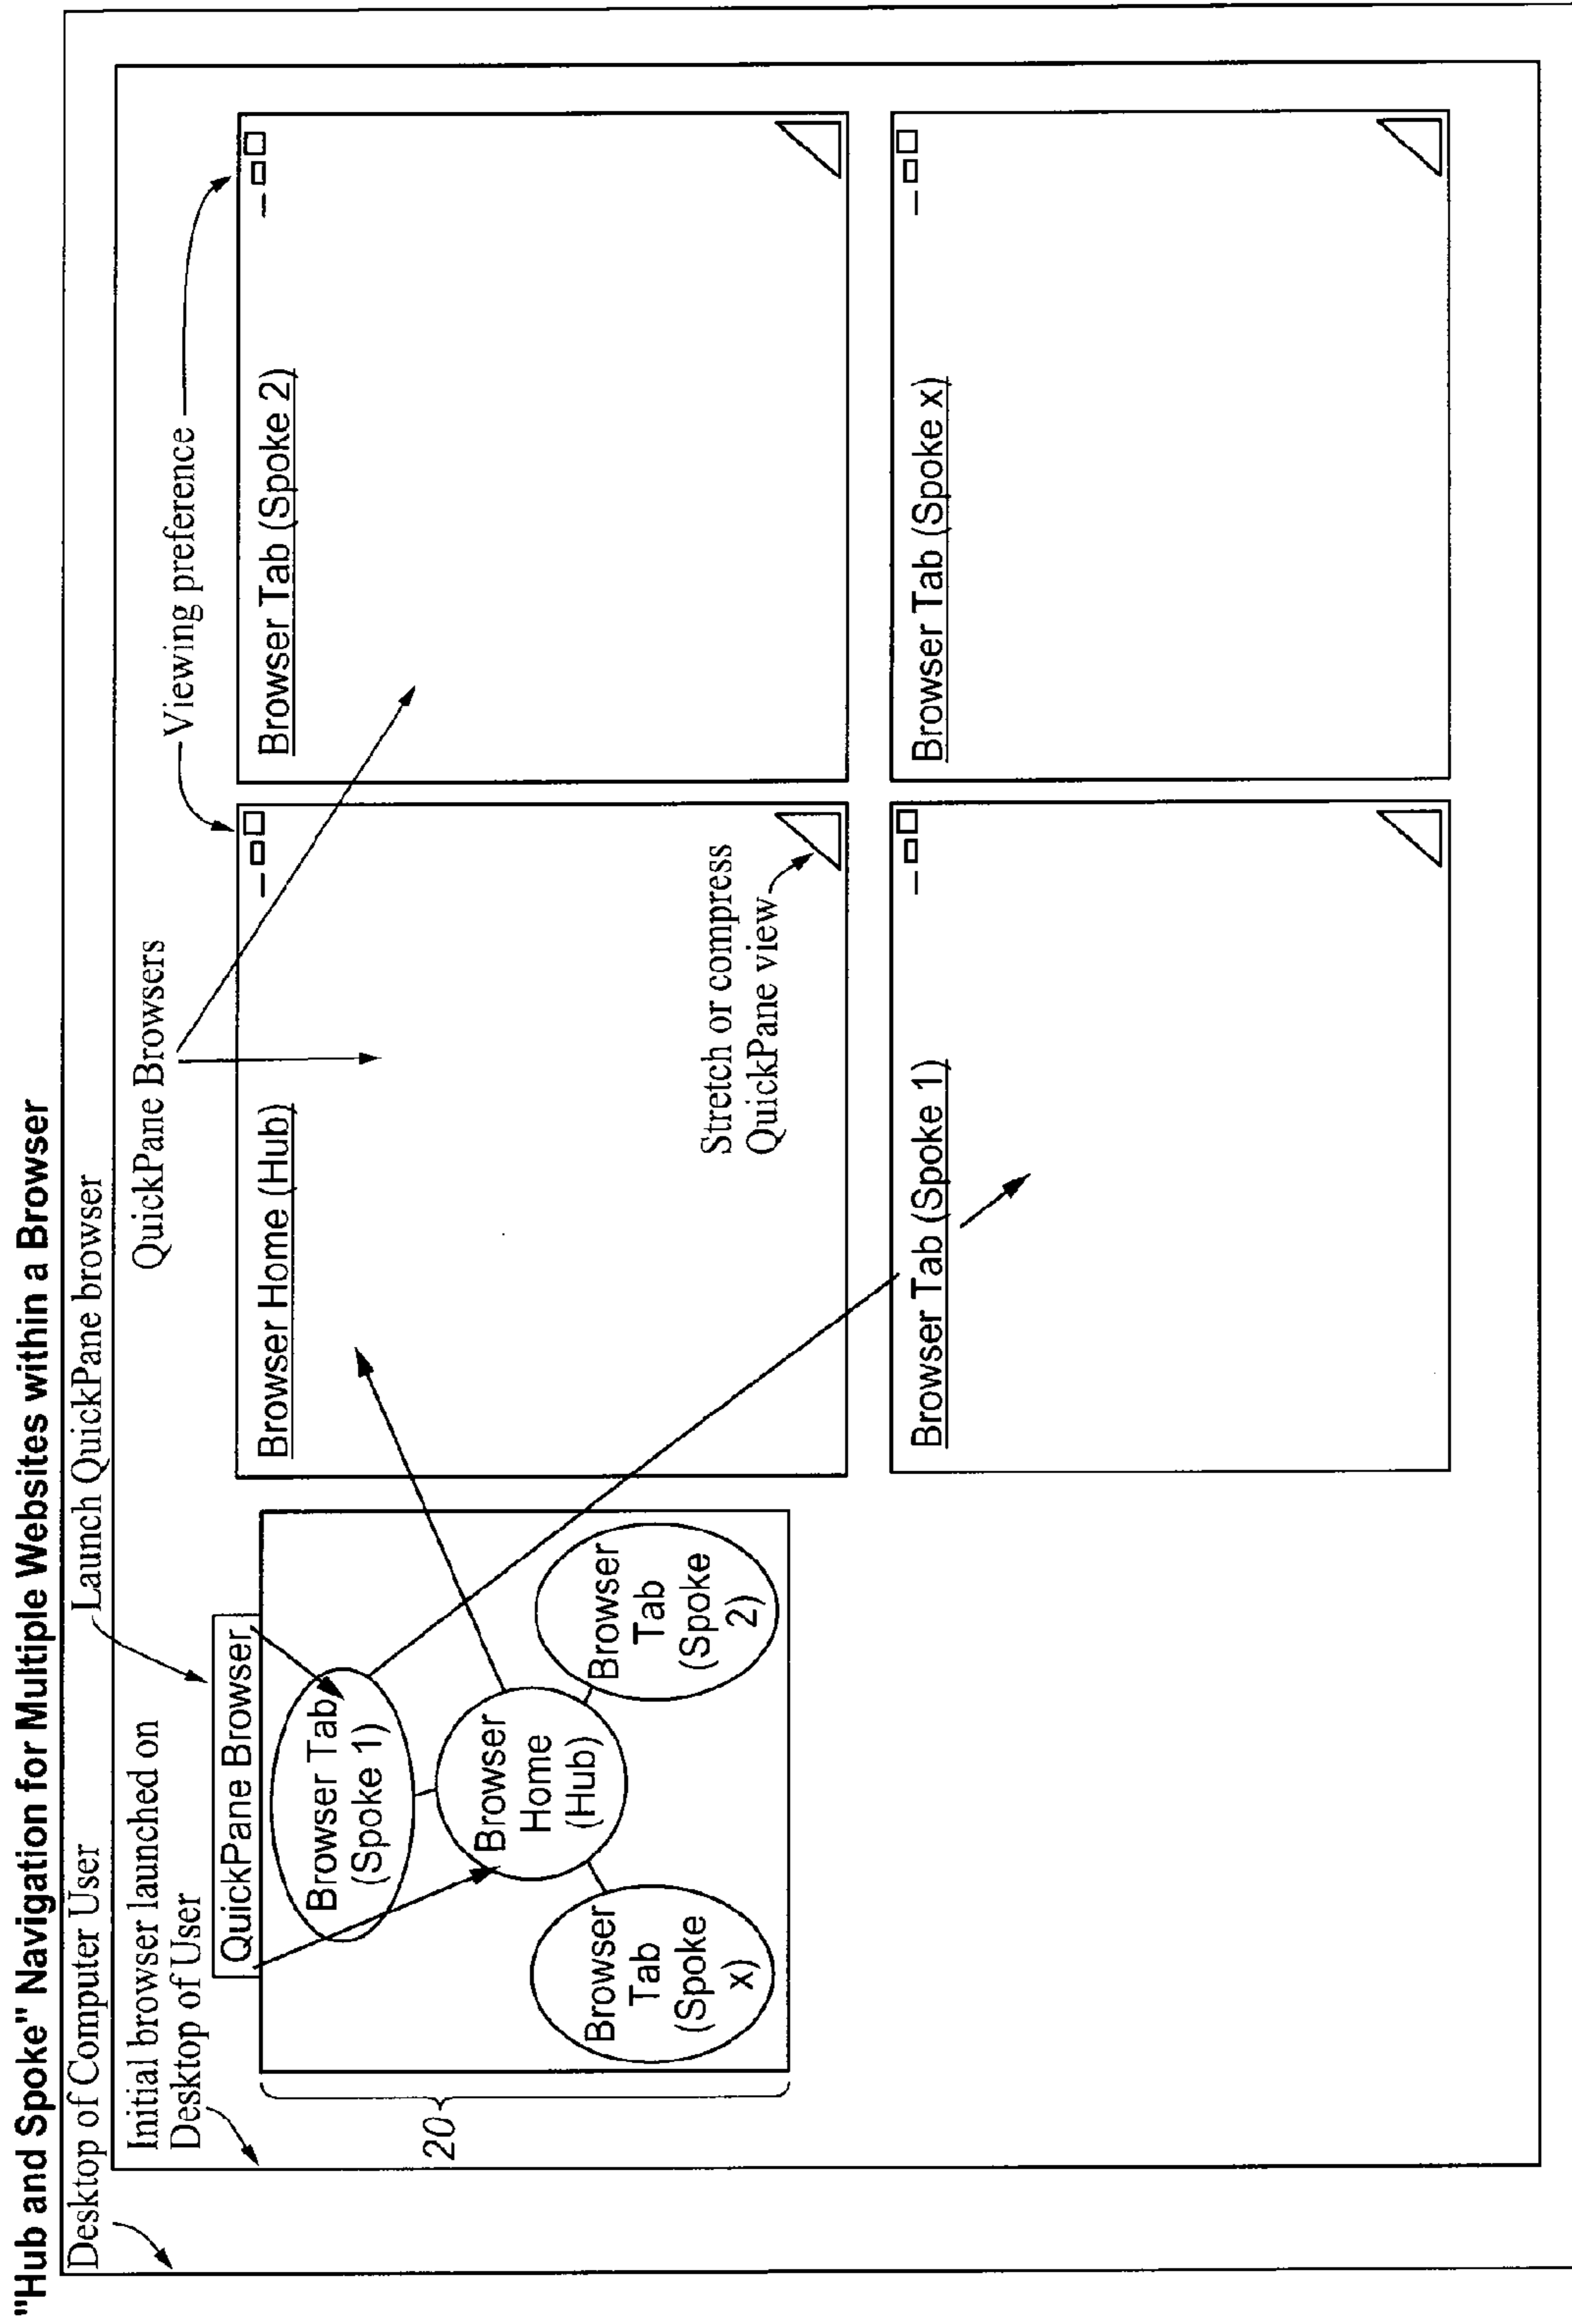 "Hub and Spoke" Navigation for Multiple Websites within a Browser
Desktop of Computer User
Launch QuickPane browser
Initial browser launched on
Desktop of User
QuickPane Browsers
Viewing preference
QuickPane Browser
Browser Tab
(Spoke 1)
Browser
Home
(Hub)
Browser
Tab
(Spoke
x)
Browser
Tab
(Spoke
2)
20
Browser Home (Hub)
Stretch or compress
QuickPane view
Browser Tab (Spoke 2)
Browser Tab (Spoke 1)
Browser Tab (Spoke x)